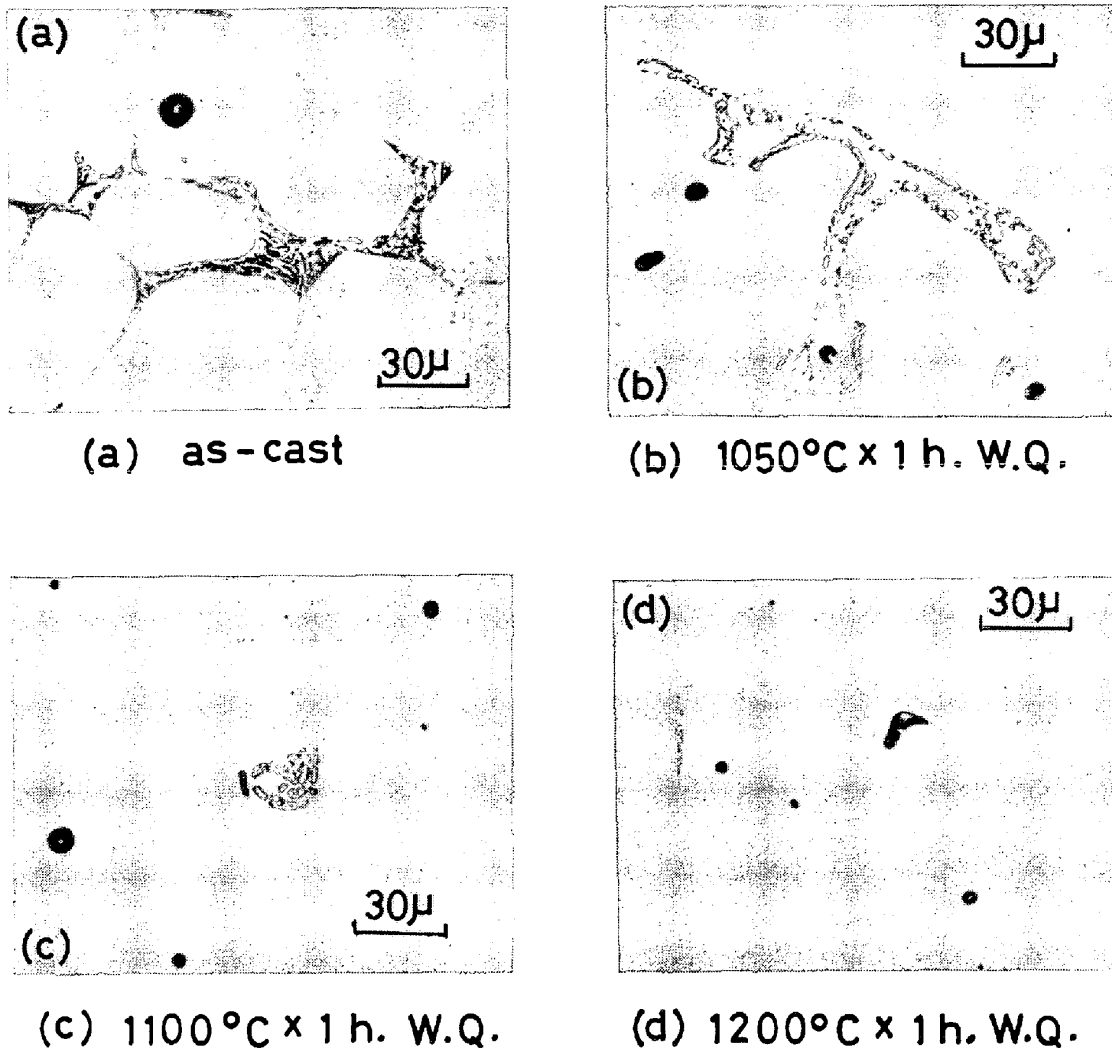 (a)
30μ
(a) as-cast
30μ
(b)
(b) 1050°C × 1 h. W.Q.
(c)
30μ
(c) 1100°C × 1 h. W.Q.
(d)
30μ
(d) 1200°C × 1 h. W.Q.